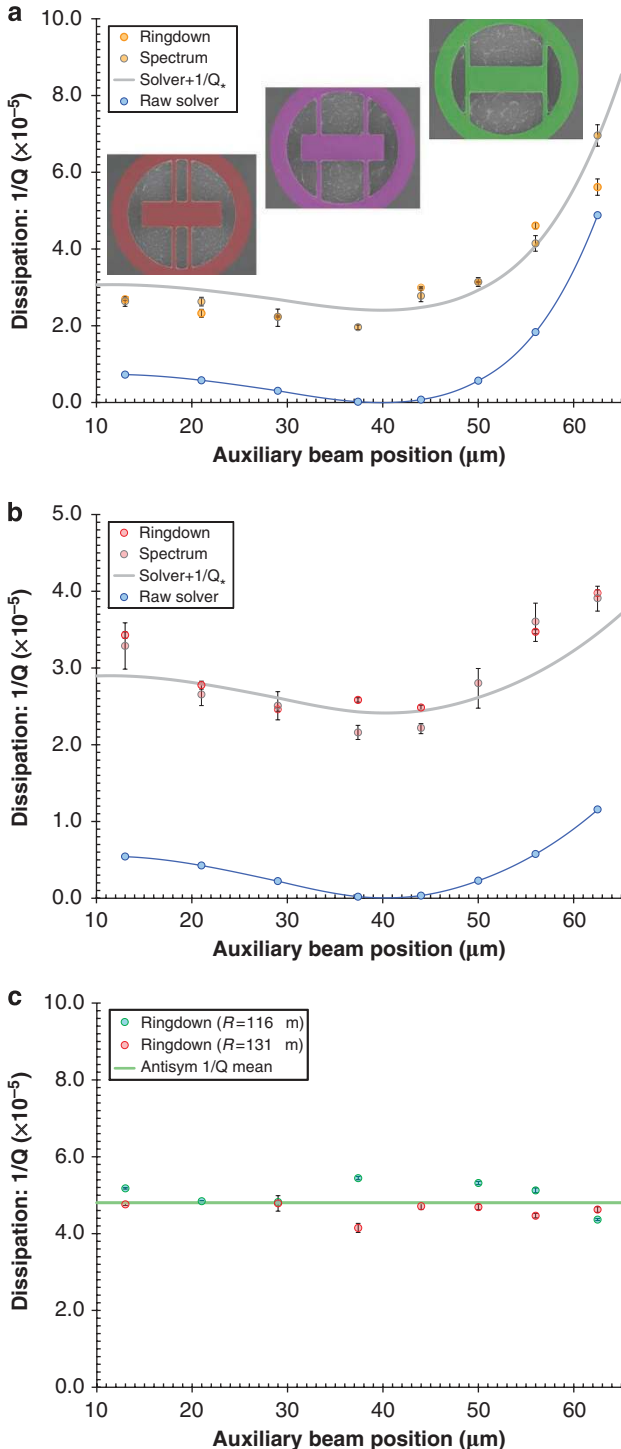 a
Ringdown
Spectrum
Solver+1/Q*
Raw solver
10.0
8.0
6.0
4.0
2.0
0.0
Dissipation: 1/Q (×10–5)
10 20 30 40 50 60
Auxiliary beam position (μm)
b
Ringdown
Spectrum
Solver+1/Q*
Raw solver
5.0
4.0
3.0
2.0
1.0
0.0
Dissipation: 1/Q (×10–5)
10 20 30 40 50 60
Auxiliary beam position (μm)
c
Ringdown (R=116 m)
Ringdown (R=131 m)
Antisym 1/Q mean
10.0
8.0
6.0
4.0
2.0
0.0
Dissipation: 1/Q (×10–5)
10 20 30 40 50 60
Auxiliary beam position (μm)